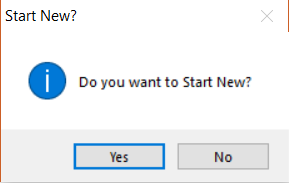 Start New?
Do you want to Start New?
Yes
No